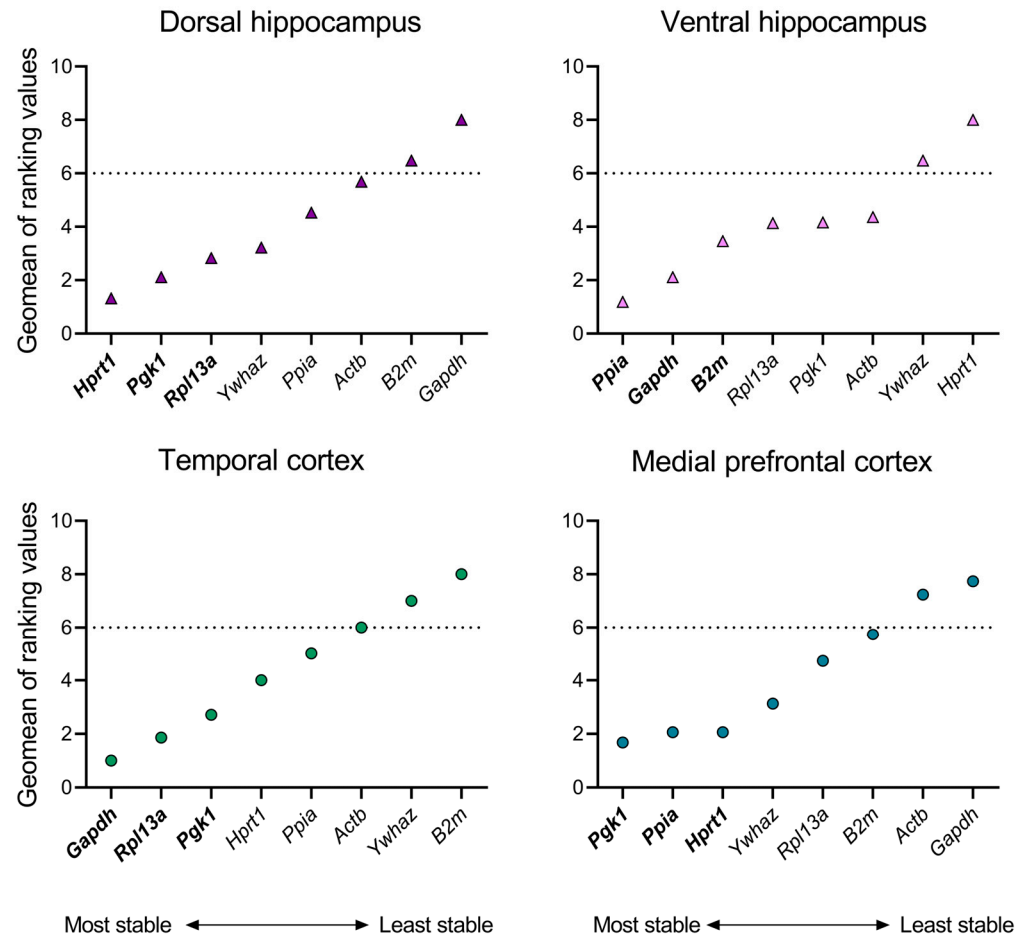 Dorsal hippocampus
Geomean of ranking values
10
8
6
4
2
0
Hprt1
Pgk1
Rpl13a
Ywhaz
Ppia
Actb
B2m
Gapdh
Ventral hippocampus
10
8
6
4
2
0
Ppia
Gapdh
B2m
Rpl13a
Pgk1
Actb
Ywhaz
Hprt1
Temporal cortex
Geomean of ranking values
10
8
6
4
2
0
Gapdh
Rpl13a
Pgk1
Hprt1
Ppia
Actb
Ywhaz
B2m
Medial prefrontal cortex
10
8
6
4
2
0
Pgk1
Ppia
Hprt1
Ywhaz
Rpl13a
B2m
Actb
Gapdh
Most stable
Least stable
Most stable
Least stable